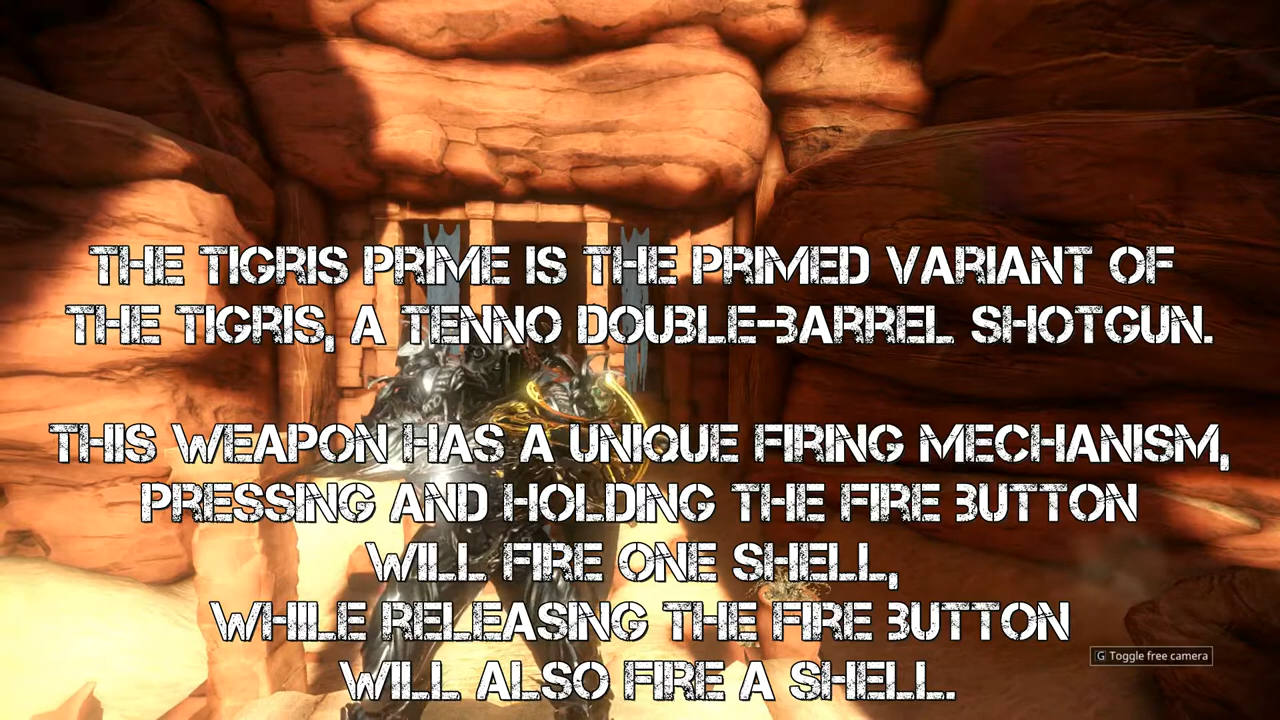 THE TIGRIS PRIME IS THE PRIMED VARIANT OF
THE TIGRIS, A TENNO DOUBLE-BARREL SHOTGUN.
THIS WEAPON HAS A UNIQUE FIRING MECHANISM,
PRESSING AND HOLDING THE FIRE BUTTON
WILL FIRE ONE SHELL,
WHILE RELEASING THE FIRE BUTTON
WILL ALSO FIRE A SHELL.
G Toggle free camera